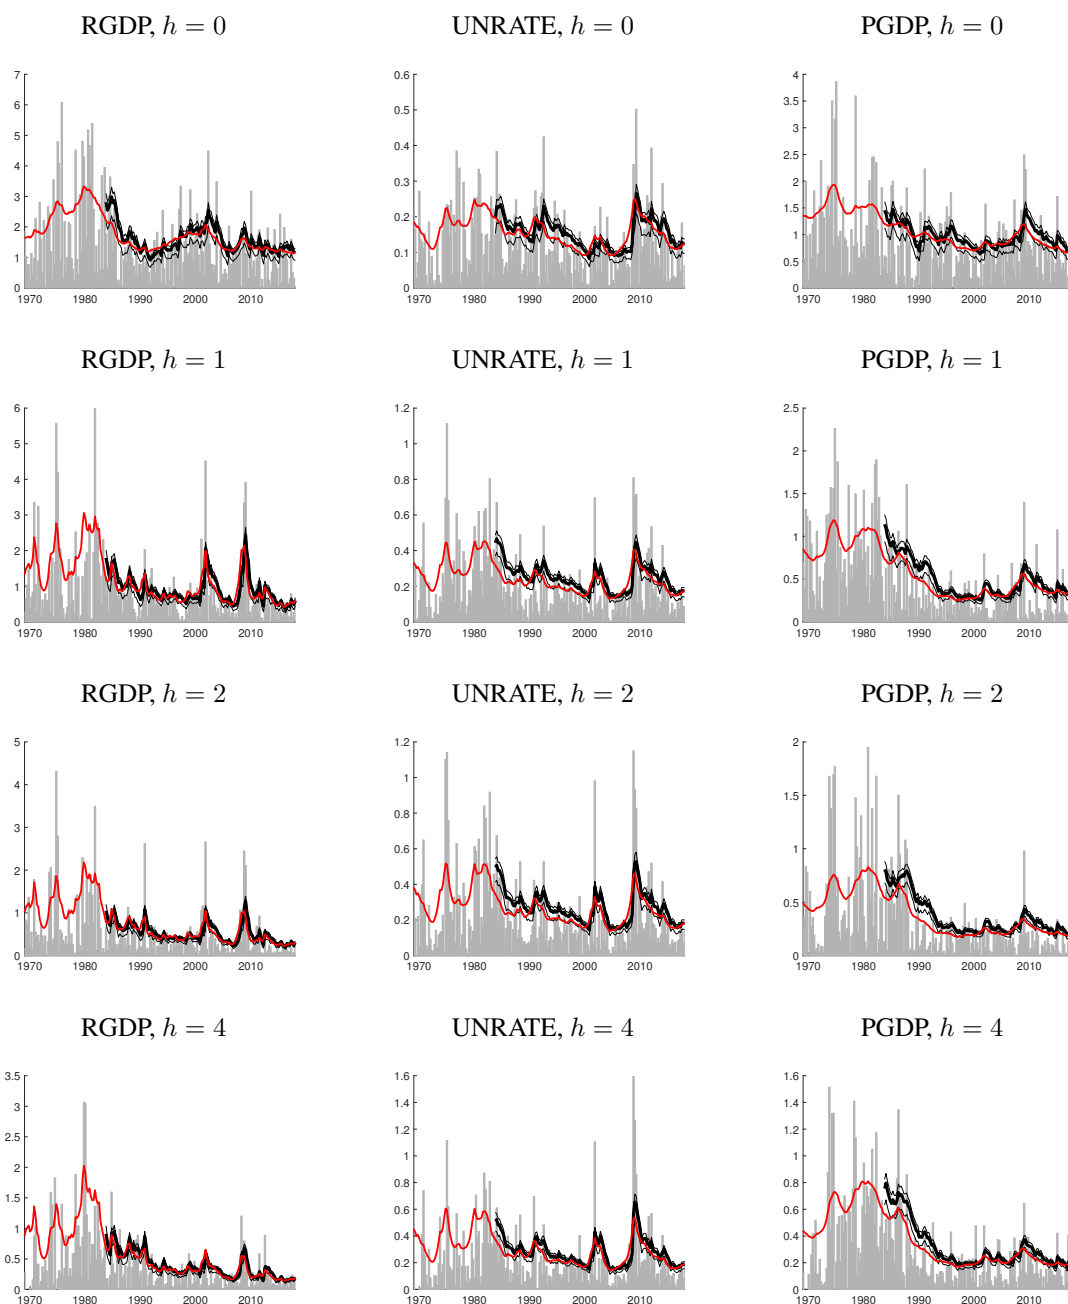 RGDP, h = 0 UNRATE, h = 0 PGDP, h = 0
7 0.6 4
6 0.5 3.5
5 0.4 3
4 0.3 2.5
3 0.2 2
2 0.1 1.5
1 0 1
0 0.5
0
1970 1980 1990 2000 2010 1970 1980 1990 2000 2010 1970 1980 1990 2000 2010
RGDP, h = 1 UNRATE, h = 1 PGDP, h = 1
6 1.2 2.5
5 1 2
4 0.8 1.5
3 0.6 1
2 0.4 0.5
1 0.2 0
0 0
1970 1980 1990 2000 2010 1970 1980 1990 2000 2010 1970 1980 1990 2000 2010
RGDP, h = 2 UNRATE, h = 2 PGDP, h = 2
5 1.2 2
4 1 1.5
3 0.8 1
2 0.6 0.5
1 0.4 0
0 0.2
0
1970 1980 1990 2000 2010 1970 1980 1990 2000 2010 1970 1980 1990 2000 2010
RGDP, h = 4 UNRATE, h = 4 PGDP, h = 4
3.5 1.6 1.6
3 1.4 1.4
2.5 1.2 1.2
2 1 1
1.5 0.8 0.8
1 0.6 0.6
0.5 0.4 0.4
0 0.2 0.2
0 0
1970 1980 1990 2000 2010 1970 1980 1990 2000 2010 1970 1980 1990 2000 2010